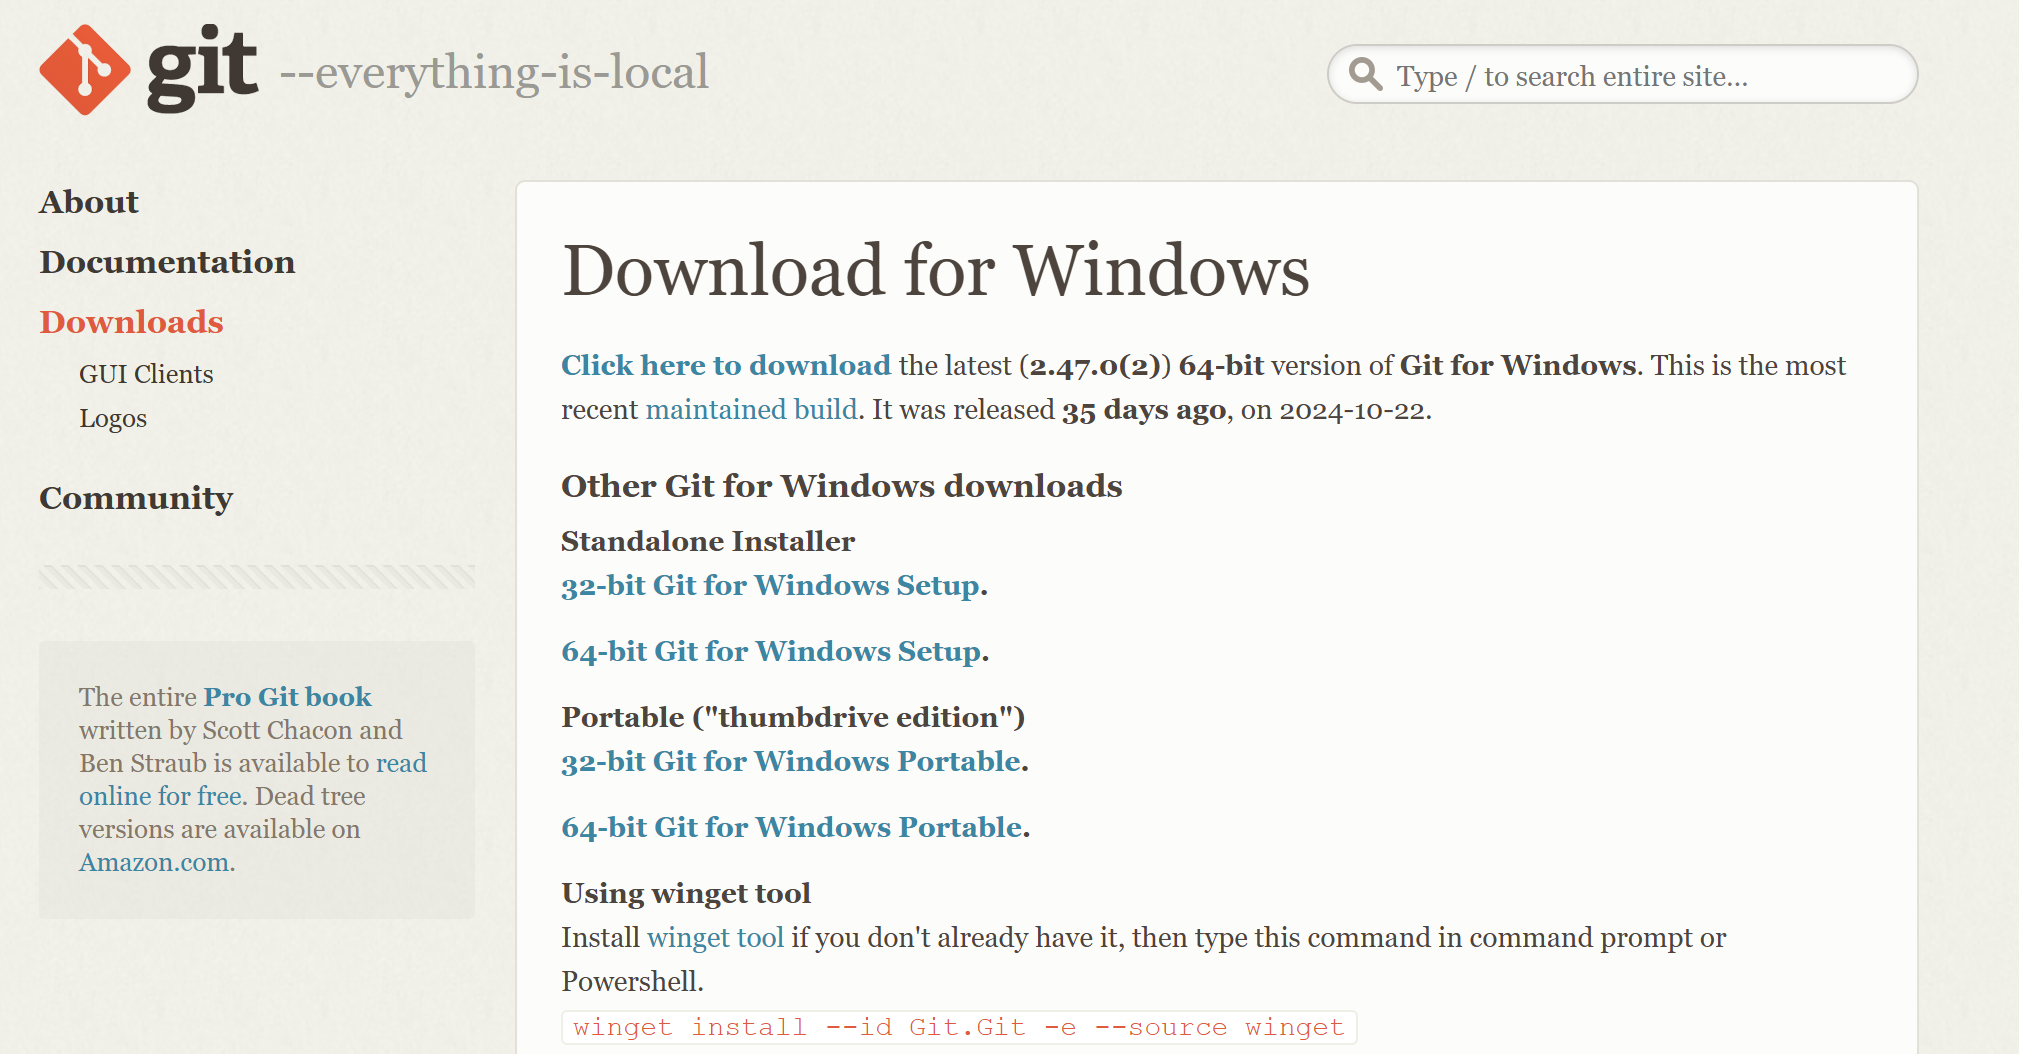 git --everything-is-local
Type / to search entire site...
About
Documentation
Downloads
GUI Clients
Logos
Community
The entire Pro Git book
written by Scott Chacon and
Ben Straub is available to read
online for free. Dead tree
versions are available on
Amazon.com.
Download for Windows
Click here to download the latest (2.47.0(2)) 64-bit version of Git for Windows. This is the most
recent maintained build. It was released 35 days ago, on 2024-10-22.
Other Git for Windows downloads
Standalone Installer
32-bit Git for Windows Setup.
64-bit Git for Windows Setup.
Portable ("thumbdrive edition")
32-bit Git for Windows Portable.
64-bit Git for Windows Portable.
Using winget tool
Install winget tool if you don't already have it, then type this command in command prompt or
Powershell.
winget install --id Git.Git -e --source winget